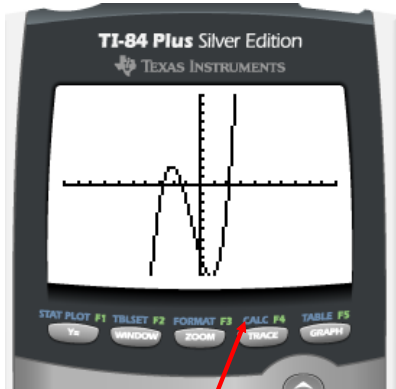 TI-84 Plus Silver Edition
TEXAS INSTRUMENTS
STAT PLOT F1 TBLSET F2 FORMAT F3 CALC F4 TABLE F5
Y= WINDOW ZOOM TRACE GRAPH